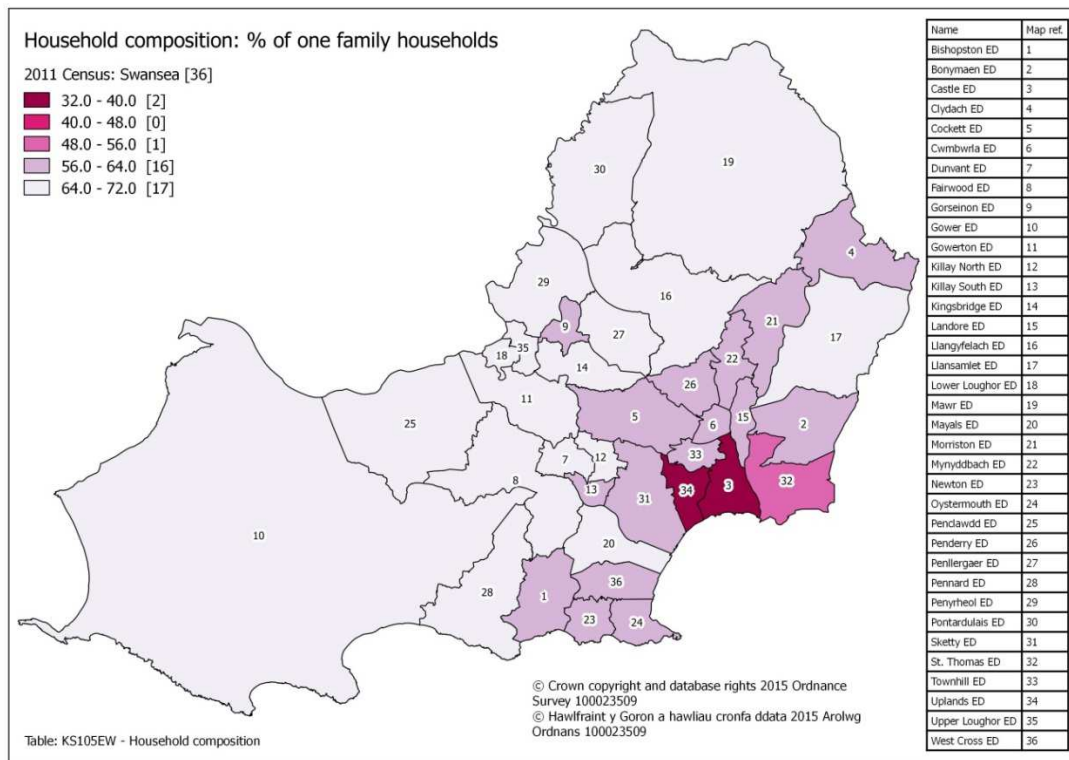 Household composition: % of one family households
2011 Census: Swansea [36]
32.0 - 40.0 [2]
40.0 - 48.0 [0]
48.0 - 56.0 [1]
56.0 - 64.0 [16]
64.0 - 72.0 [17]
30
19
4
29
16
21
9
27
17
35
18
22
14
26
11
25
5
15
6
2
33
7
12
8
13
34
3
32
31
10
20
36
28
1
23
24
© Crown copyright and database rights 2015 Ordnance
Survey 100023509
© Hawlfraint y Goron a hawliau cronfa ddata 2015 Arolwg
Ordnans 100023509
Table: KS105EW - Household composition
Name Map ref.
Bishopston ED 1
Bonymaen ED 2
Castle ED 3
Clydach ED 4
Cockett ED 5
Cwmbwrla ED 6
Dunvant ED 7
Fairwood ED 8
Gorseinon ED 9
Gower ED 10
Gowerton ED 11
Killay North ED 12
Killay South ED 13
Kingsbridge ED 14
Landore ED 15
Llangyfelach ED 16
Llansamlet ED 17
Lower Loughor ED 18
Mawr ED 19
Mayals ED 20
Morriston ED 21
Mynyddbach ED 22
Newton ED 23
Oystermouth ED 24
Penclawdd ED 25
Penderry ED 26
Penllergaer ED 27
Pennard ED 28
Penyrheol ED 29
Pontardulais ED 30
Sketty ED 31
St. Thomas ED 32
Townhill ED 33
Uplands ED 34
Upper Loughor ED 35
West Cross ED 36